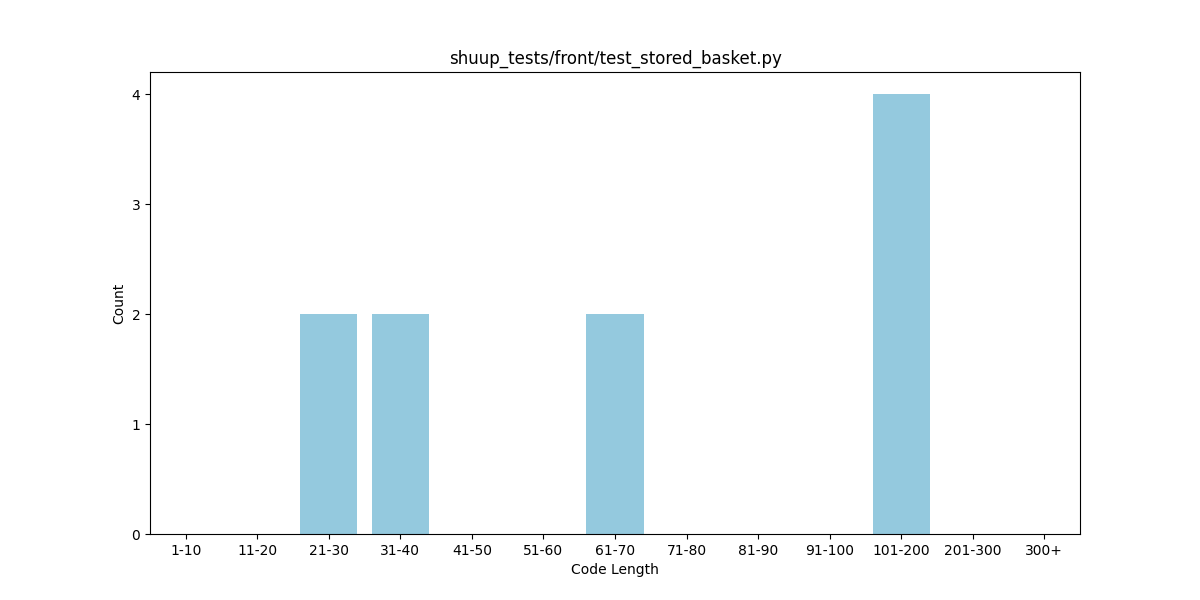 shuup_tests/front/test_stored_basket.py
Count
4
3
2
1
0
1-10 11-20 21-30 31-40 41-50 51-60 61-70 71-80 81-90 91-100 101-200 201-300 300+
Code Length